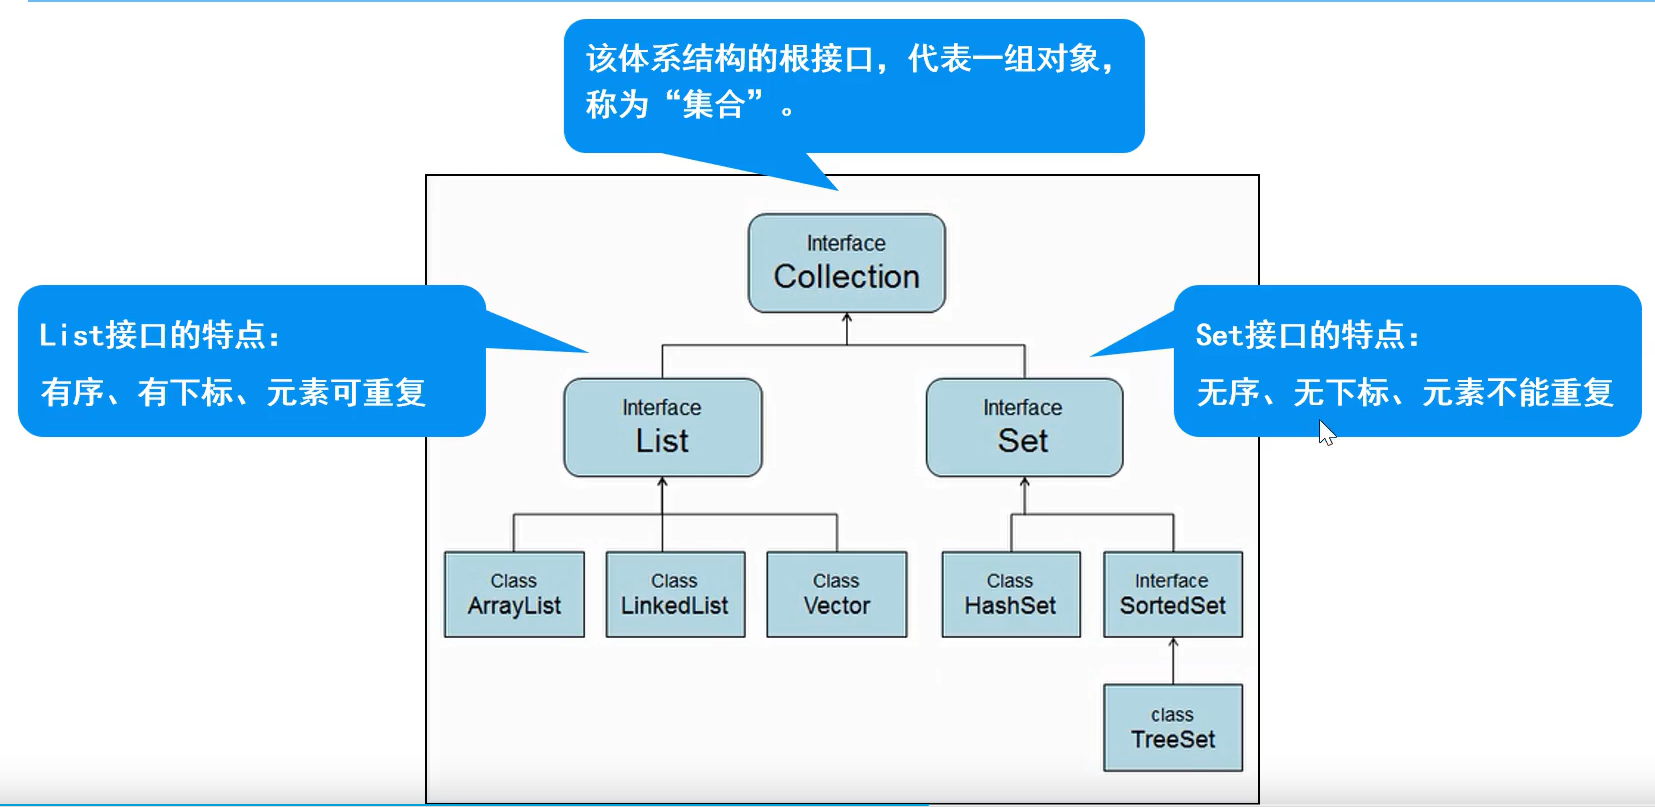 该体系结构的根接口，代表一组对象，
称为“集合”。
Interface
Collection
List接口的特点：
有序、有下标、元素可重复
Set接口的特点：
无序、无下标、元素不能重复
Interface
List
Interface
Set
Class
ArrayList
Class
LinkedList
Class
Vector
Class
HashSet
Interface
SortedSet
class
TreeSet